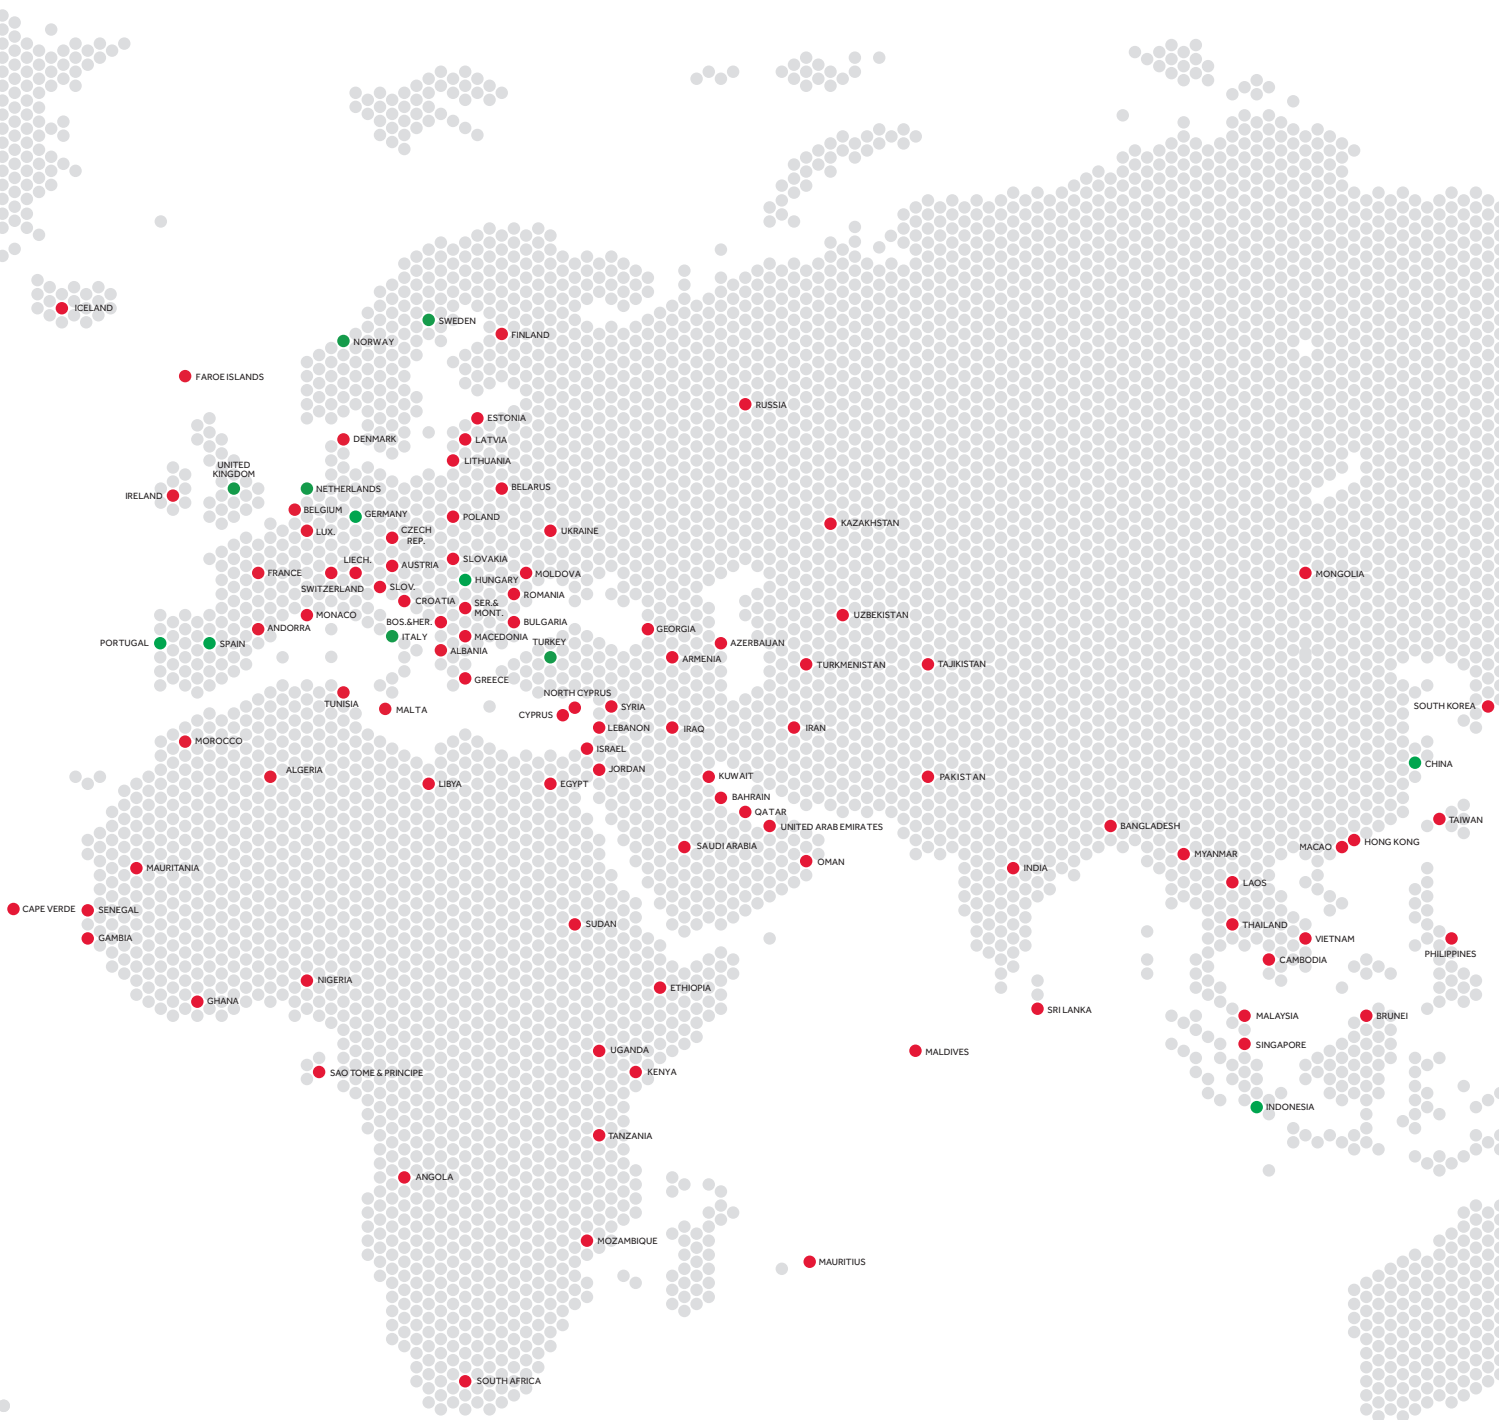 ICELAND
SWEDEN
FINLAND
NORWAY
FAROE ISLANDS
RUSSIA
ESTONIA
DENMARK
LATVIA
LITHUANIA
UNITED
KINGDOM
IRELAND
NETHERLANDS
BELARUS
BELGIUM
GERMANY
POLAND
LUX.
CZECH
REP.
UKRAINE
KAZAKHSTAN
LIECH.
SLOVAKIA
AUSTRIA
FRANCE
SWITZERLAND
HUNGARY
MOLDOVA
MONGOLIA
SLOV.
ROMANIA
CROATIA
SER.&
MONT.
MONACO
UZBEKISTAN
BOS.&HER.
BULGARIA
ANDORRA
GEORGIA
ITALY
MACEDONIA
TURKEY
PORTUGAL
SPAIN
AZERBAIJAN
ALBANIA
ARMENIA
TURKMENISTAN
TAJIKISTAN
GREECE
NORTH CYPRUS
TUNISIA
MALTA
CYPRUS
SYRIA
SOUTH KOREA
LEBANON
IRAQ
IRAN
MOROCCO
ISRAEL
CHINA
ALGERIA
JORDAN
KUWAIT
PAKISTAN
LIBYA
EGYPT
BAHRAIN
QATAR
UNITED ARAB EMIRATES
BANGLADESH
TAIWAN
SAUDI ARABIA
MACAO
HONG KONG
OMAN
MYANMAR
MAURITANIA
INDIA
LAOS
CAPE VERDE
SENEGAL
SUDAN
THAILAND
GAMBIA
VIETNAM
PHILIPPINES
CAMBODIA
NIGERIA
ETHIOPIA
GHANA
SRI LANKA
MALAYSIA
BRUNEI
SINGAPORE
UGANDA
MALDIVES
SAO TOME & PRINCIPE
KENYA
INDONESIA
TANZANIA
ANGOLA
MOZAMBIQUE
MAURITIUS
SOUTH AFRICA